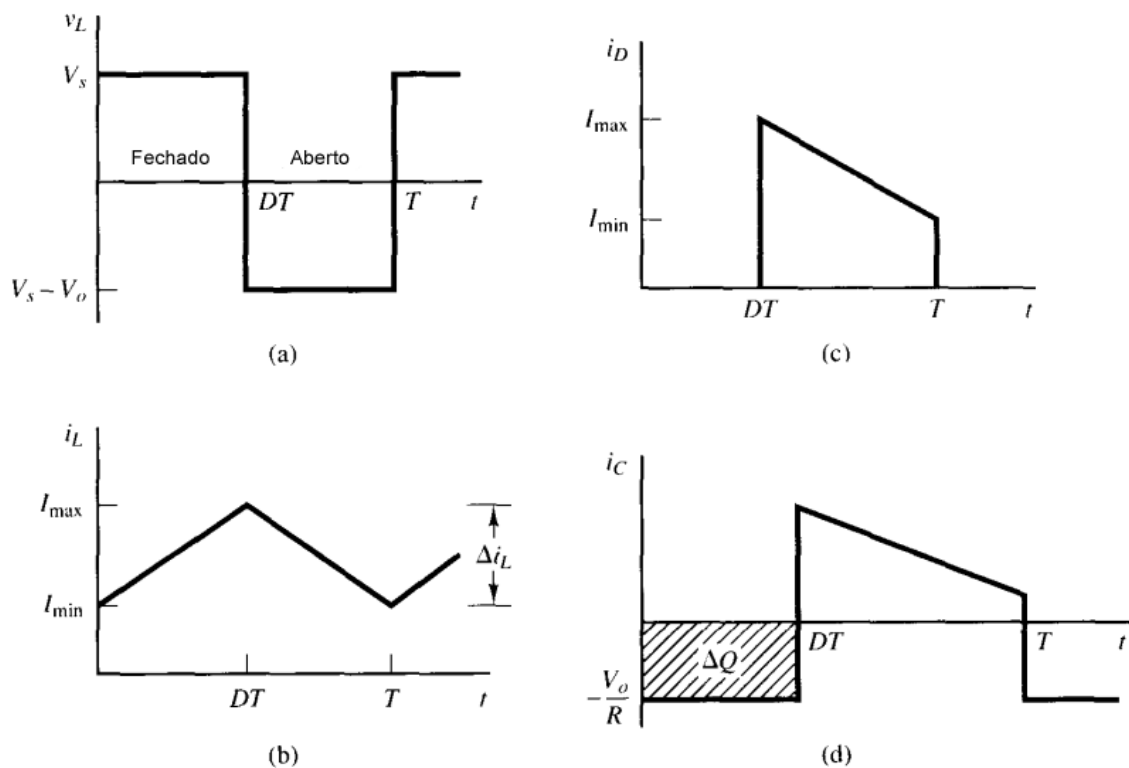 v_L
V_s
Fechado
Aberto
DT
T
t
V_s – V_o
(a)
i_D
I_max
I_min
DT
T
t
(c)
i_L
I_max
I_min
Δi_L
DT
T
t
(b)
i_C
ΔQ
DT
T
t
–V_o/R
(d)